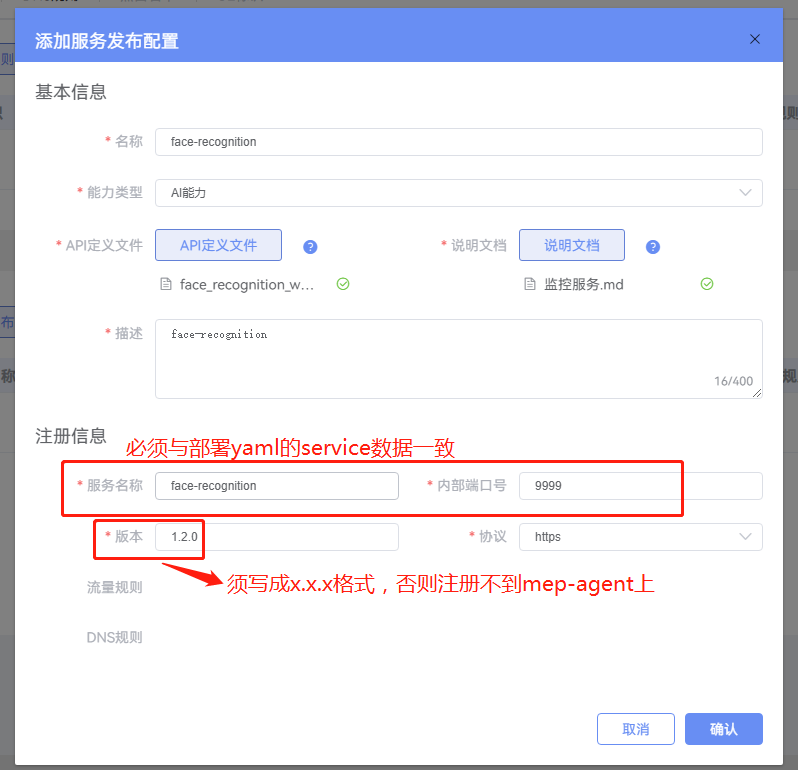 添加服务发布配置
基本信息
* 名称 face-recognition
* 能力类型 AI能力
* API定义文件 API定义文件 ? * 说明文档 说明文档 ?
face_recognition_w... 监控服务.md
* 描述 face-recognition
16/400
注册信息 必须与部署yaml的service数据一致
* 服务名称 face-recognition * 内部端口号 9999
* 版本 1.2.0 * 协议 https
流量规则 须写成x.x.x格式，否则注册不到mep-agent上
DNS规则
取消 确认